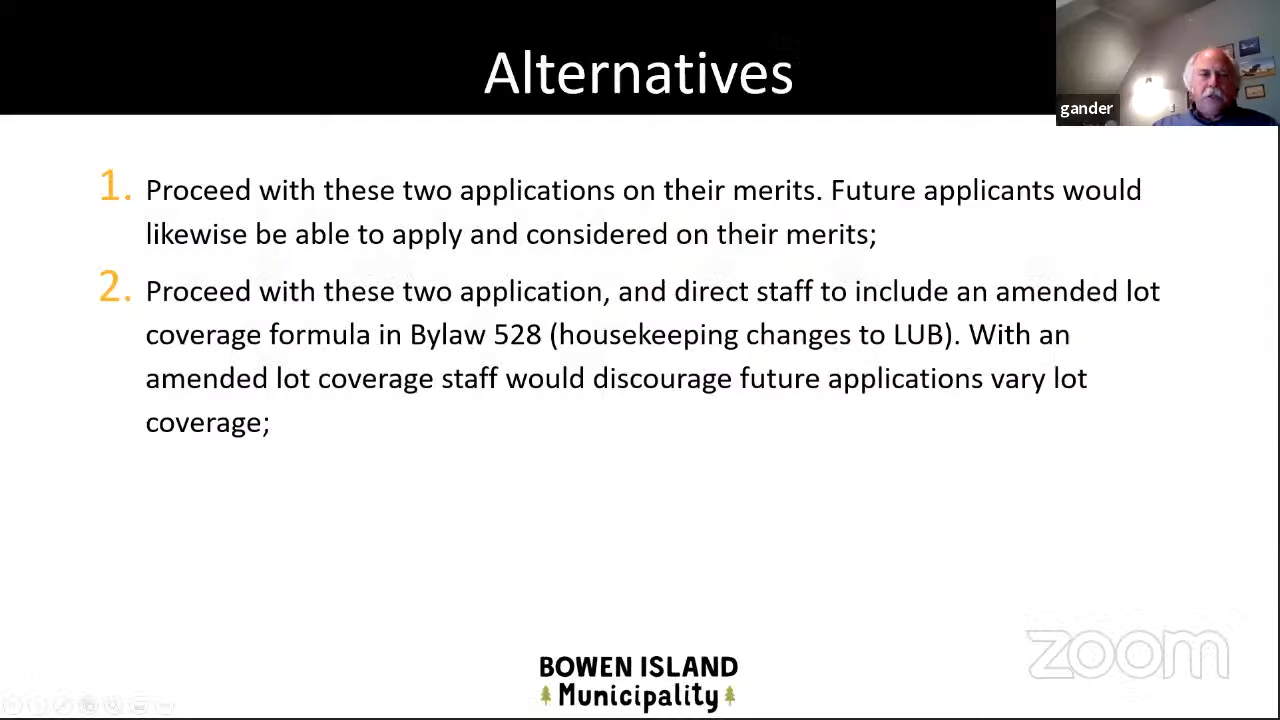 Alternatives
gander
1. Proceed with these two applications on their merits. Future applicants would
likewise be able to apply and considered on their merits;
2. Proceed with these two application, and direct staff to include an amended lot
coverage formula in Bylaw 528 (housekeeping changes to LUB). With an
amended lot coverage staff would discourage future applications vary lot
coverage;
zoom
BOWEN ISLAND
Municipality